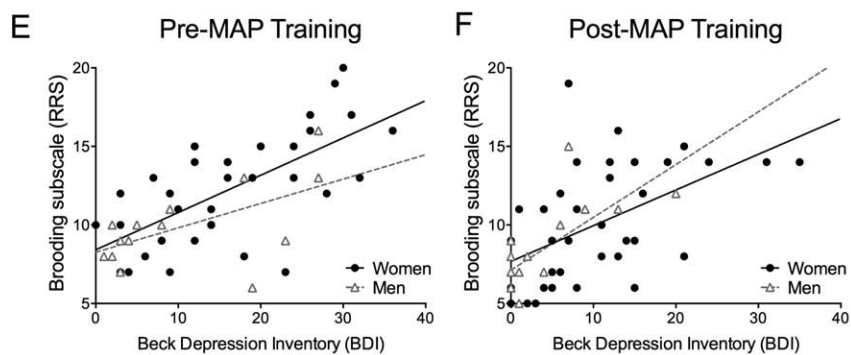 E Pre-MAP Training
Brooding subscale (RRS)
20
15
10
5
0 10 20 30 40
Women
Men
Beck Depression Inventory (BDI)
F Post-MAP Training
Brooding subscale (RRS)
20
15
10
5
0 10 20 30 40
Women
Men
Beck Depression Inventory (BDI)